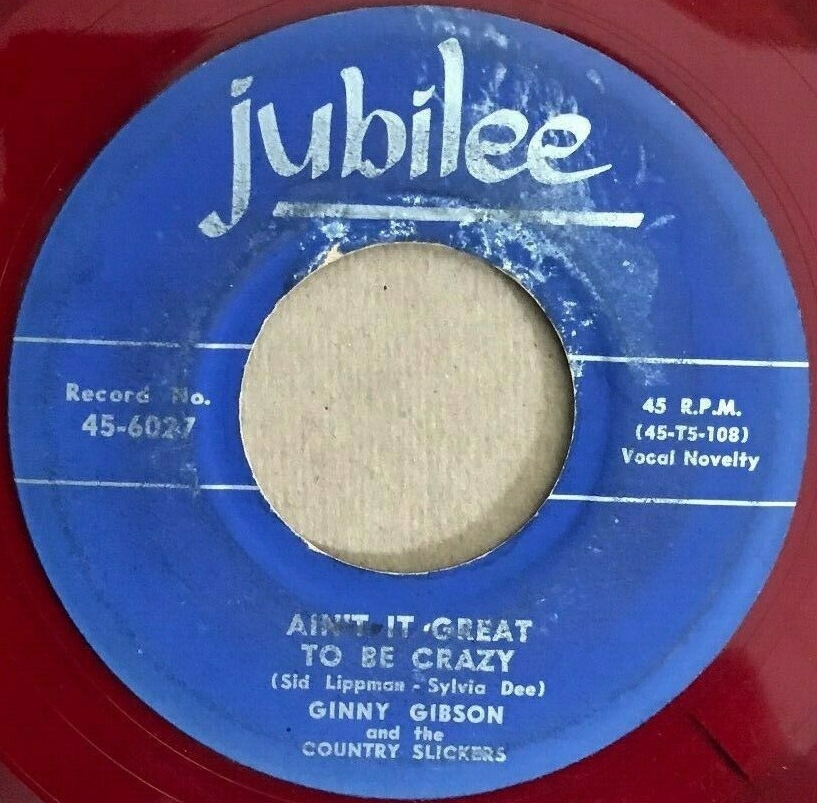 jubilee
Record No.
45-6027
45 R.P.M.
(45-T5-108)
Vocal Novelty
AIN'T IT GREAT
TO BE CRAZY
(Sid Lippman - Sylvia Dee)
GINNY GIBSON
and the
COUNTRY SLICKERS